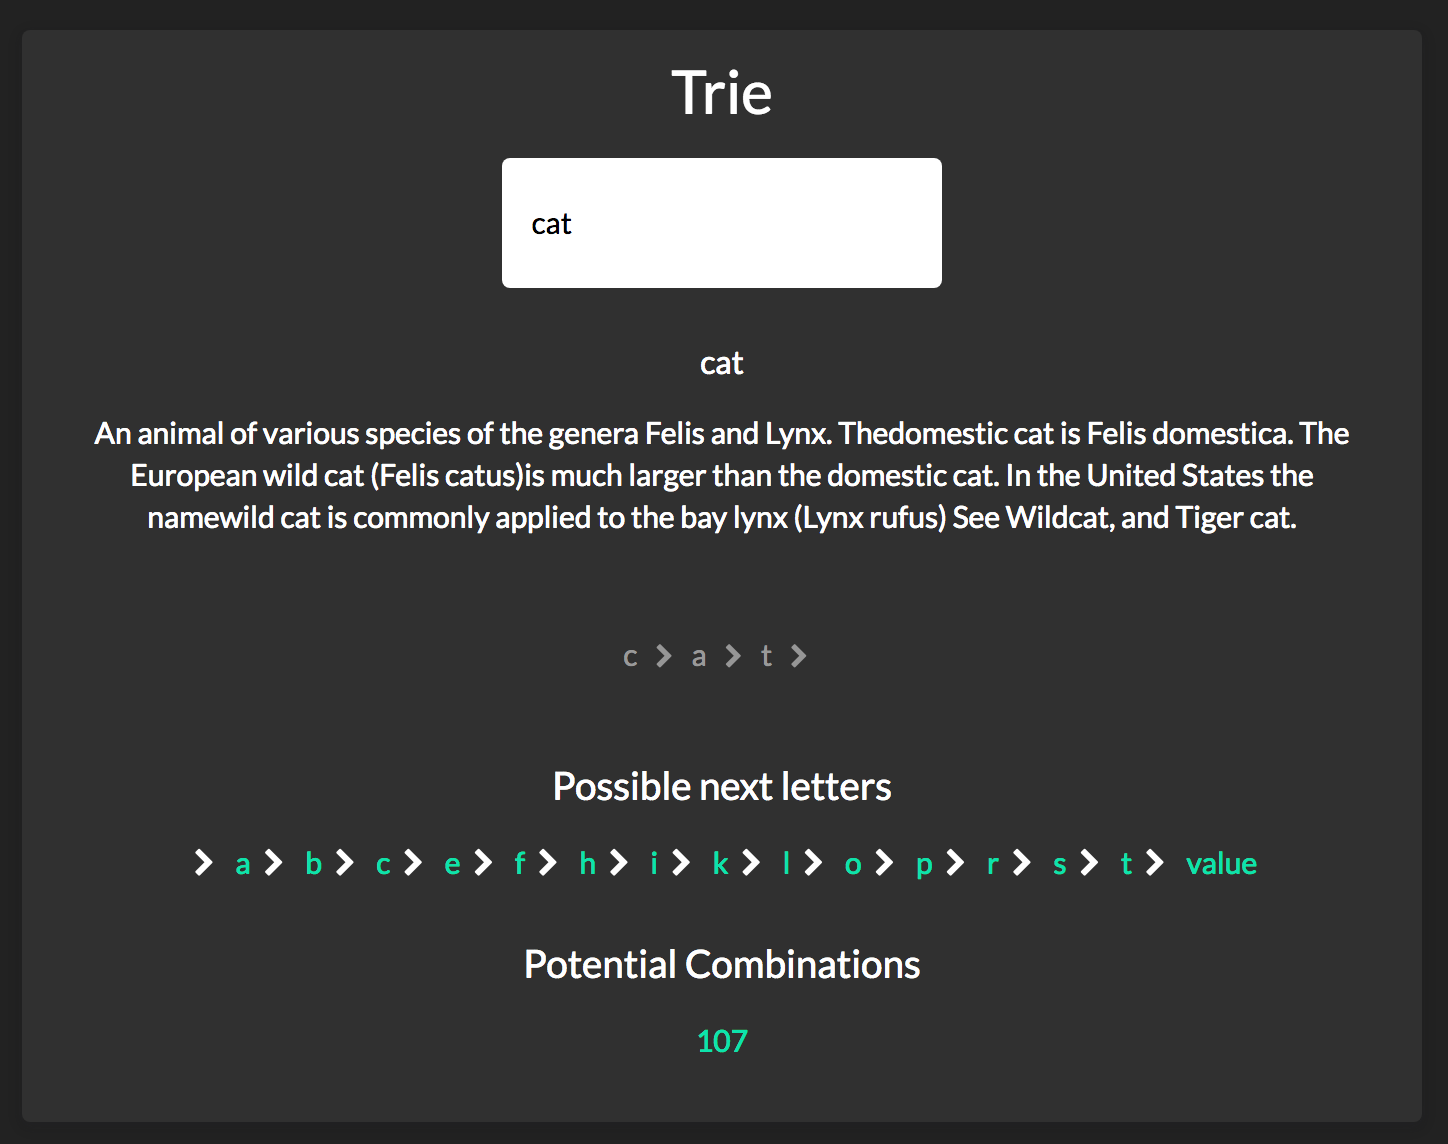 Trie
cat
cat
An animal of various species of the genera Felis and Lynx. Thedomestic cat is Felis domestica. The
European wild cat (Felis catus)is much larger than the domestic cat. In the United States the
namewild cat is commonly applied to the bay lynx (Lynx rufus) See Wildcat, and Tiger cat.
c a t
Possible next letters
a b c e f h i k l o p r s t value
Potential Combinations
107